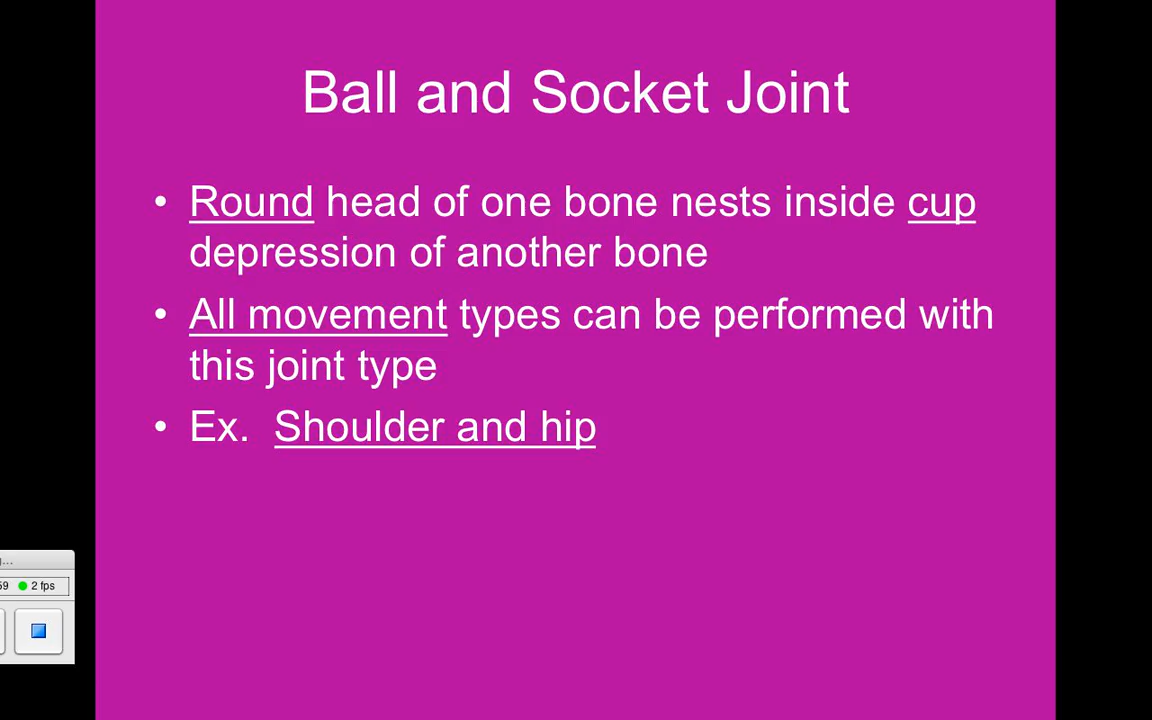 Ball and Socket Joint
• Round head of one bone nests inside cup
depression of another bone
• All movement types can be performed with
this joint type
• Ex. Shoulder and hip
59 2 fps